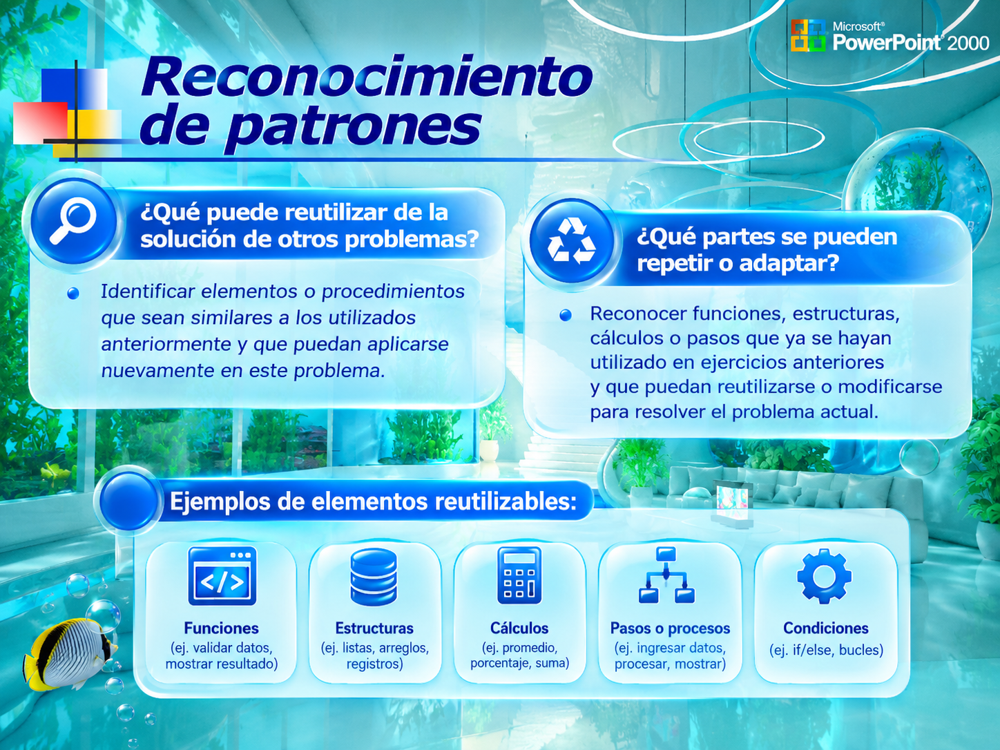 Microsoft®
PowerPoint® 2000
Reconocimiento
de patrones
¿Qué puede reutilizar de la
solución de otros problemas?
Identificar elementos o procedimientos
que sean similares a los utilizados
anteriormente y que puedan aplicarse
nuevamente en este problema.
¿Qué partes se pueden
repetir o adaptar?
Reconocer funciones, estructuras,
cálculos o pasos que ya se hayan
utilizado en ejercicios anteriores
y que puedan reutilizarse o modificarse
para resolver el problema actual.
Ejemplos de elementos reutilizables:
</>
Funciones
(ej. validar datos,
mostrar resultado)
Estructuras
(ej. listas, arreglos,
registros)
Cálculos
(ej. promedio,
porcentaje, suma)
Pasos o procesos
(ej. ingresar datos,
procesar, mostrar)
Condiciones
(ej. if/else, bucles)